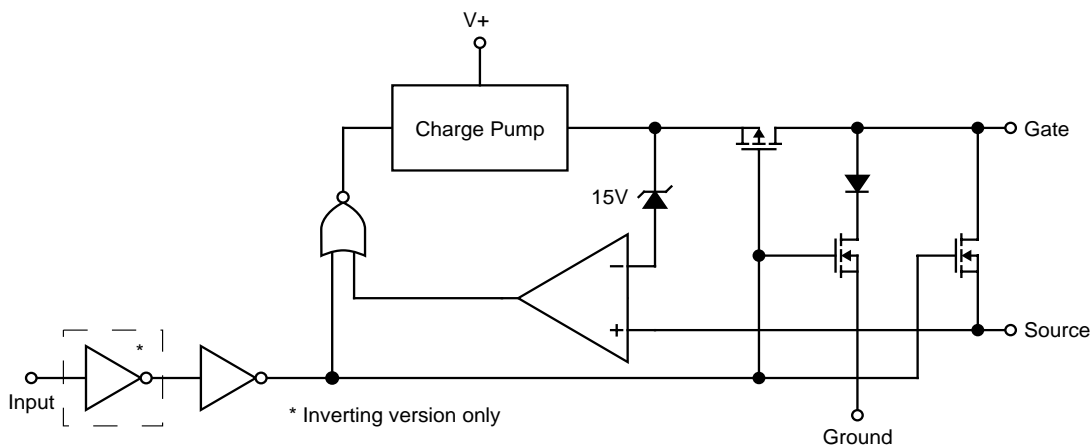 V+
Charge Pump
Gate
15V
−
+
Source
*
Input
* Inverting version only
Ground